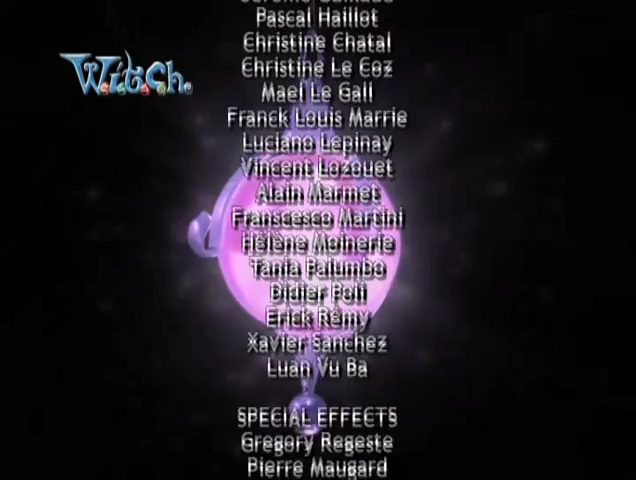 W.i.t.c.h.
Pascal Haillot
Christine Chatal
Christine Le Coz
Mael Le Gall
Franck Louis Marrie
Luciano Lepinay
Vincent Lozouet
Alain Marmet
Franscesco Martini
Hélène Moinerie
Tania Palumbo
Didier Poli
Erick Rémy
Xavier Sanchez
Luan Vu Ba
SPECIAL EFFECTS
Gregory Regeste
Pierre Maugard